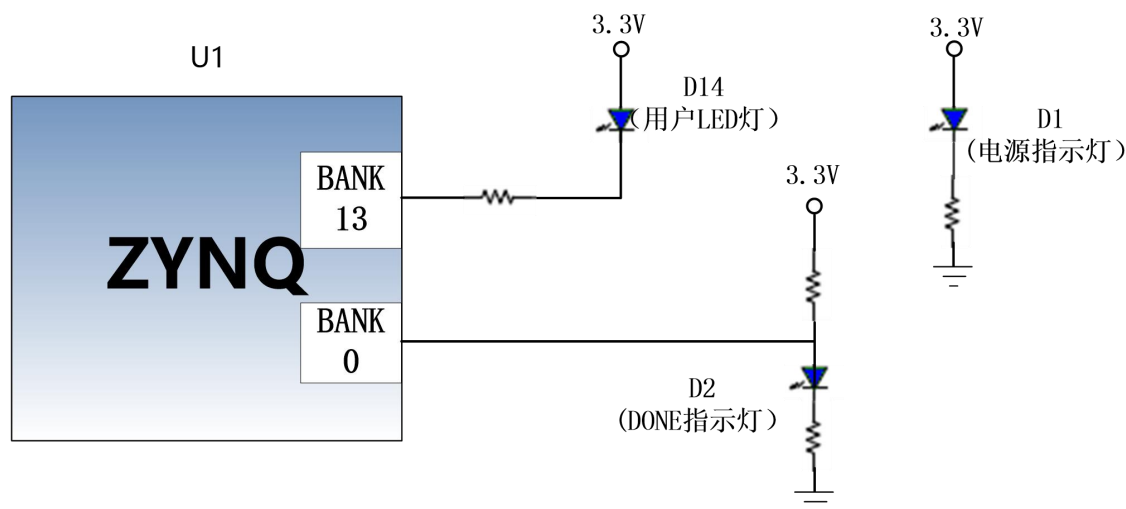 U1
3.3V
D14
（用户LED灯）
3.3V
D1
(电源指示灯)
BANK
13
3.3V
ZYNQ
BANK
0
D2
(DONE指示灯)